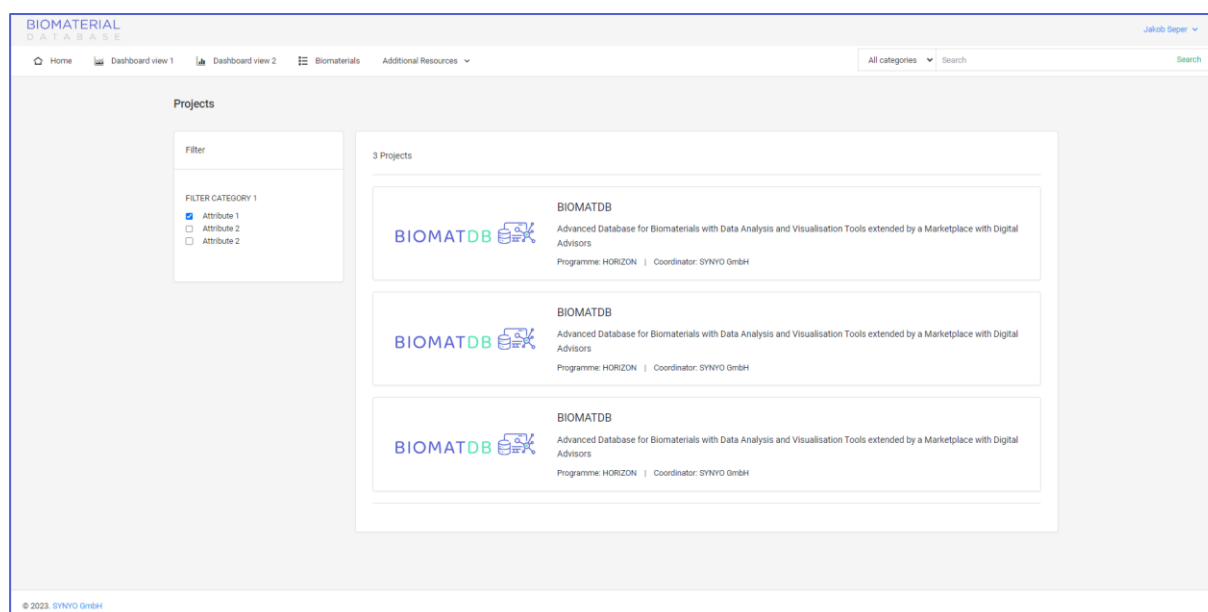 BIOMATERIAL
DATABASE
Jakob Seper
Home Dashboard view 1 Dashboard view 2 Biomaterials Additional Resources
All categories Search Search
Projects
Filter
FILTER CATEGORY 1
Attribute 1
Attribute 2
Attribute 2
3 Projects
BIOMATDB
BIOMATDB
Advanced Database for Biomaterials with Data Analysis and Visualisation Tools extended by a Marketplace with Digital
Advisors
Programme: HORIZON | Coordinator: SYNYO GmbH
BIOMATDB
BIOMATDB
Advanced Database for Biomaterials with Data Analysis and Visualisation Tools extended by a Marketplace with Digital
Advisors
Programme: HORIZON | Coordinator: SYNYO GmbH
BIOMATDB
BIOMATDB
Advanced Database for Biomaterials with Data Analysis and Visualisation Tools extended by a Marketplace with Digital
Advisors
Programme: HORIZON | Coordinator: SYNYO GmbH
© 2023. SYNYO GmbH